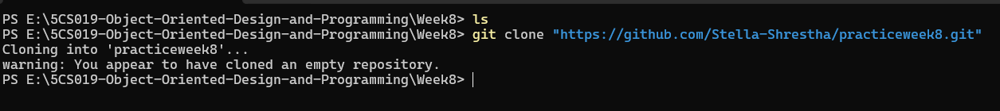 PS E:\5CS019-Object-Oriented-Design-and-Programming\Week8> ls
PS E:\5CS019-Object-Oriented-Design-and-Programming\Week8> git clone "https://github.com/Stella-Shrestha/practiceweek8.git"
Cloning into 'practiceweek8'...
warning: You appear to have cloned an empty repository.
PS E:\5CS019-Object-Oriented-Design-and-Programming\Week8>